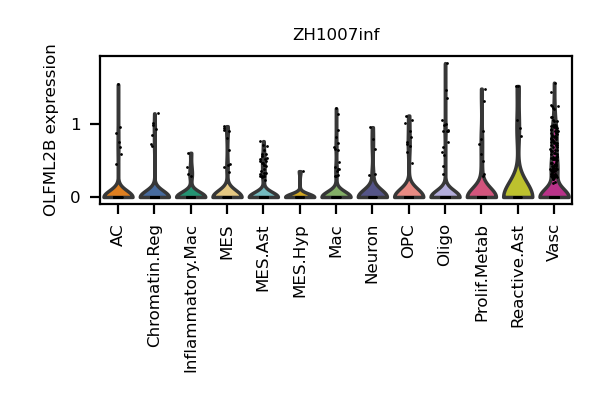 ZH1007inf
OLFML2B expression
1
0
AC
Chromatin.Reg
Inflammatory.Mac
MES
MES.Ast
MES.Hyp
Mac
Neuron
OPC
Oligo
Prolif.Metab
Reactive.Ast
Vasc